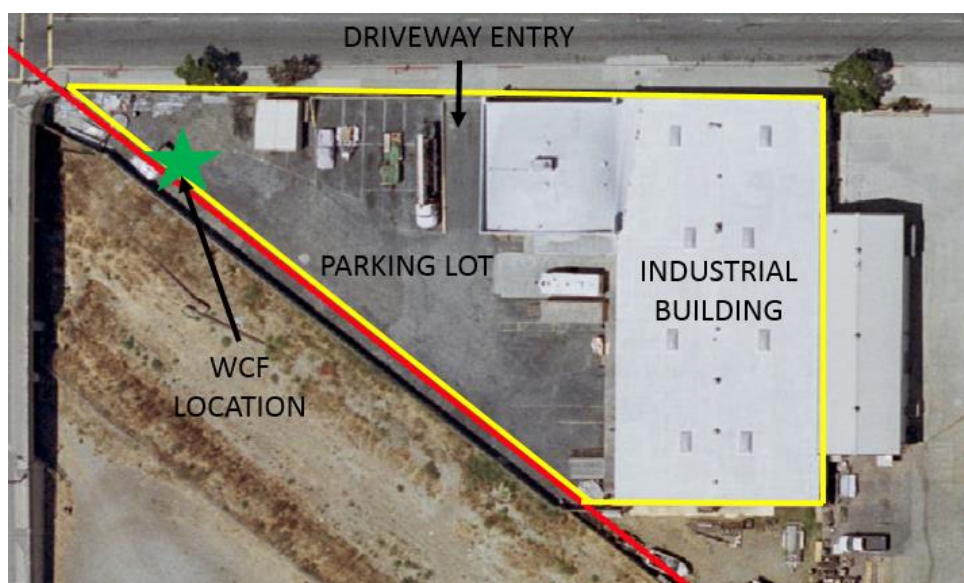 DRIVEWAY ENTRY
PARKING LOT
INDUSTRIAL
BUILDING
WCF
LOCATION